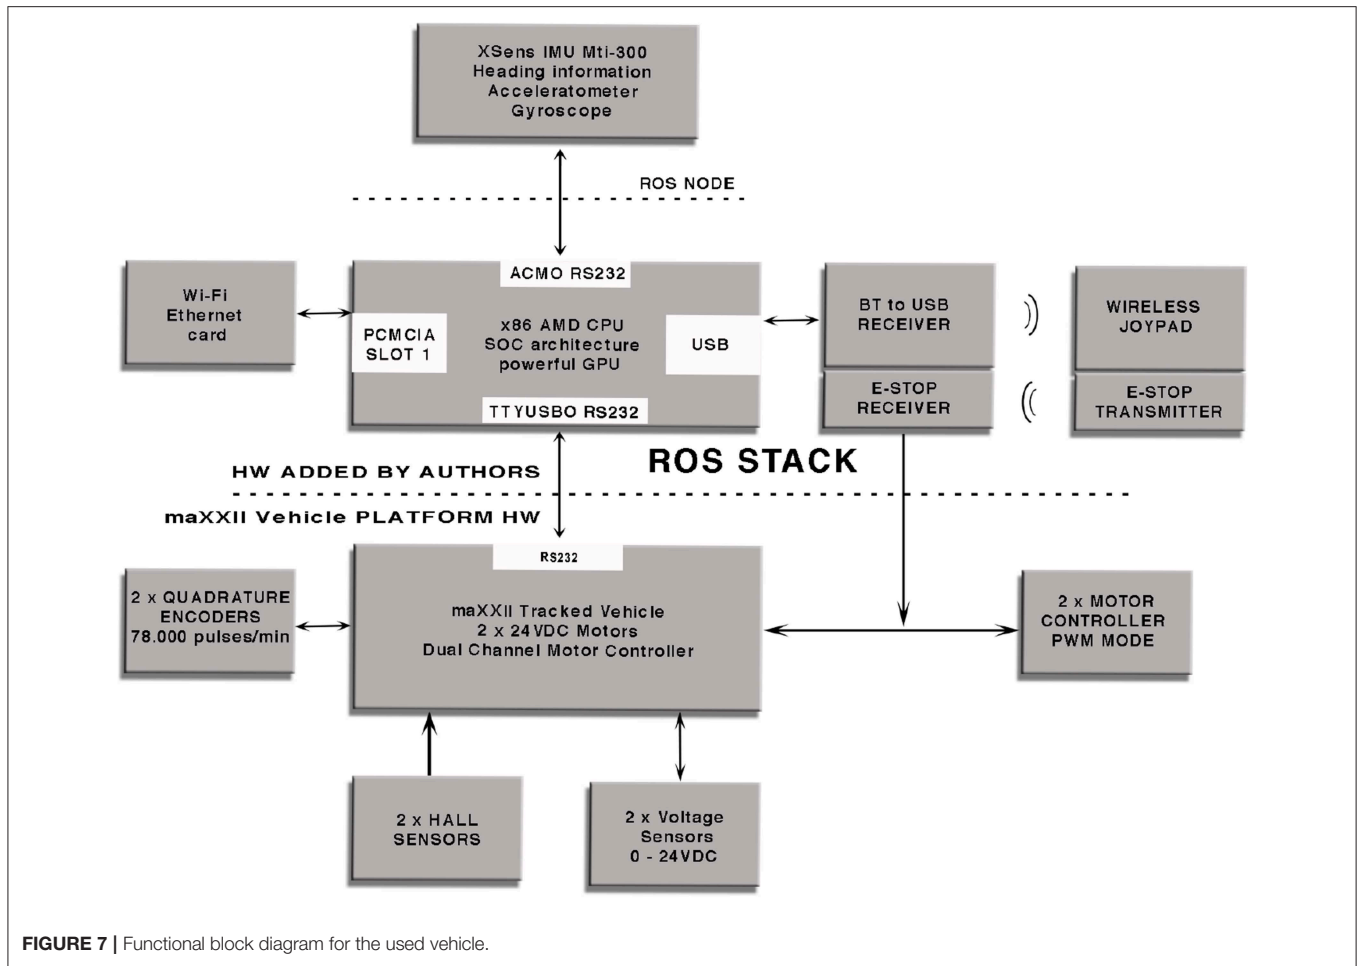 XSens IMU Mti-300
Heading information
Acceleratometer
Gyroscope
ROS NODE
ACMO RS232
Wi-Fi
Ethernet
card
PCMCIA
SLOT 1
x86 AMD CPU
SOC architecture
powerful GPU
USB
TTYUSBO RS232
BT to USB
RECEIVER
WIRELESS
JOYPAD
E-STOP
RECEIVER
E-STOP
TRANSMITTER
ROS STACK
HW ADDED BY AUTHORS
maXXII Vehicle PLATFORM HW
RS232
2 x QUADRATURE
ENCODERS
78.000 pulses/min
maXXII Tracked Vehicle
2 x 24VDC Motors
Dual Channel Motor Controller
2 x MOTOR
CONTROLLER
PWM MODE
2 x HALL
SENSORS
2 x Voltage
Sensors
0 - 24VDC
FIGURE 7 | Functional block diagram for the used vehicle.